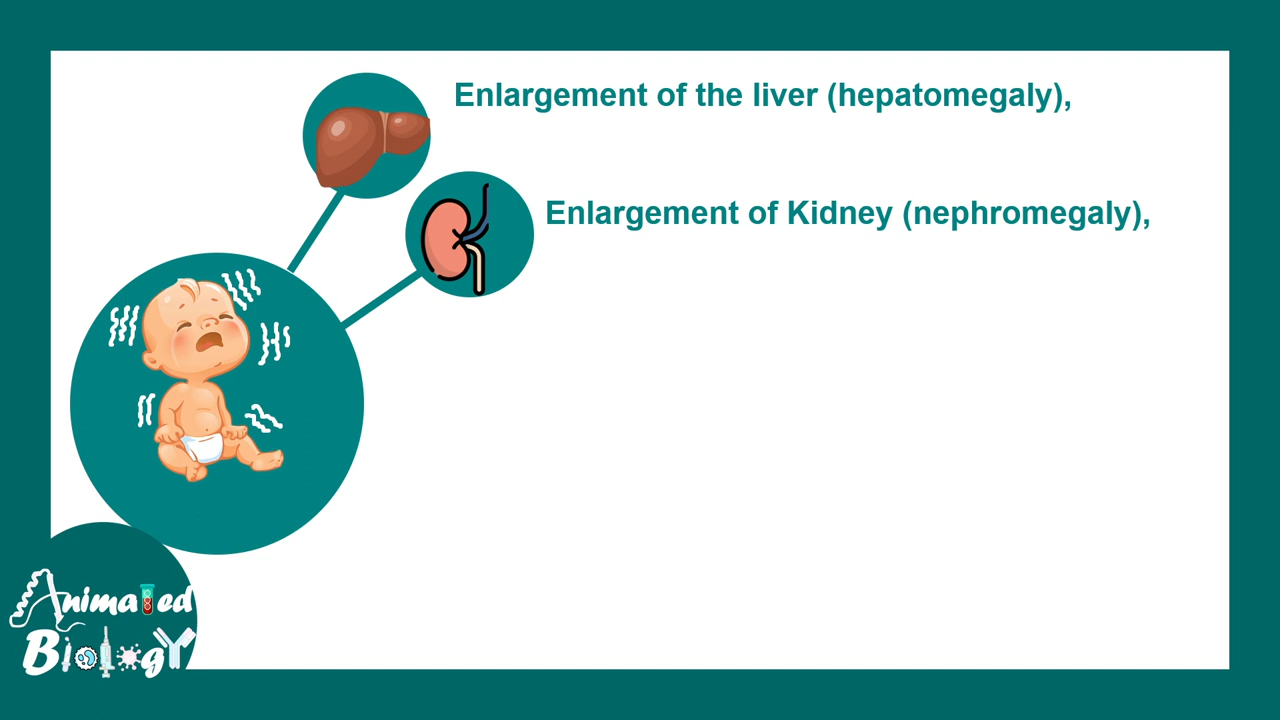 Enlargement of the liver (hepatomegaly),
Enlargement of Kidney (nephromegaly),
Animated
Biology